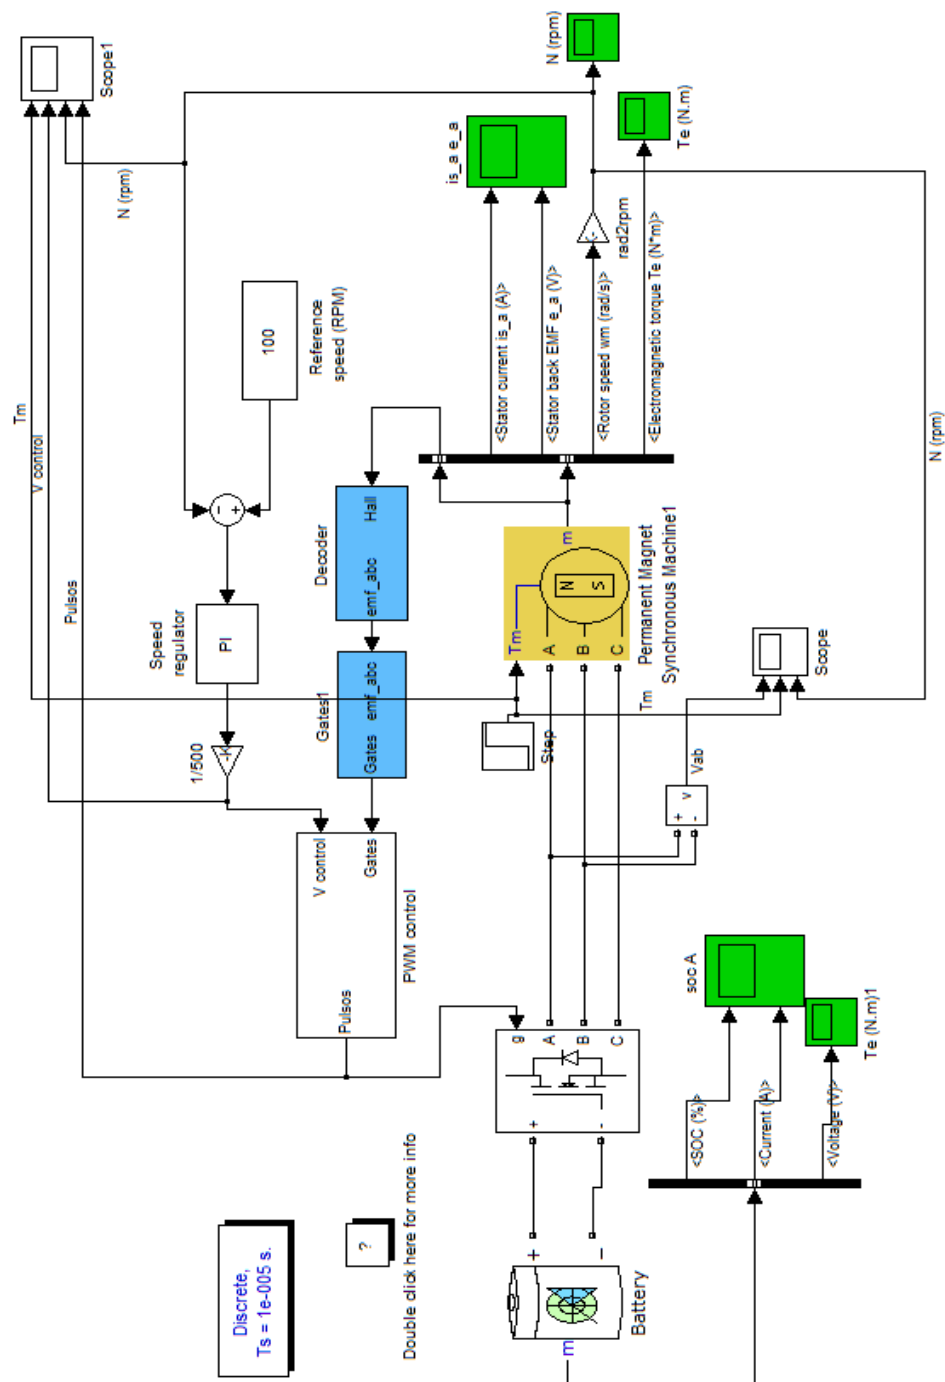 Discrete,
Ts = 1e-005 s.
?
Double click here for more info
m
+
-
Battery
Pulsos
V control
Gates
PWM control
1/500
-K-
PI
Speed
regulator
-
+
100
Reference
speed (RPM)
Gates
emf_abc
Gates1
emf_abc
Hall
Decoder
Tm
V control
N (rpm)
Pulsos
Scope1
g
+
-
A
B
C
Step
Tm
A
B
C
m
N
S
Permanent Magnet
Synchronous Machine1
Tm
+
-
v
Vab
Scope
<Stator current is_a (A)>
<Stator back EMF e_a (V)>
<Rotor speed wm (rad/s)>
<Electromagnetic torque Te (N*m)>
is_a e_a
rad2rpm
N (rpm)
Te (N.m)
N (rpm)
<SOC (%)>
<Current (A)>
<Voltage (V)>
soc A
Te (N.m)1